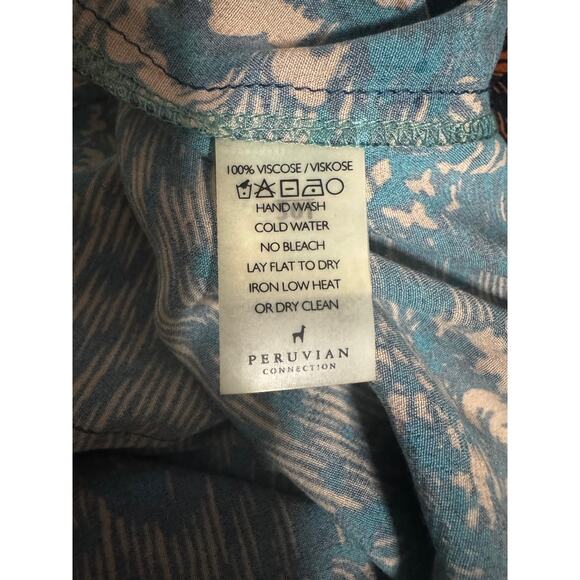 100% VISCOSE / VISKOSE
HAND WASH
COLD WATER
NO BLEACH
LAY FLAT TO DRY
IRON LOW HEAT
OR DRY CLEAN
PERUVIAN
CONNECTION